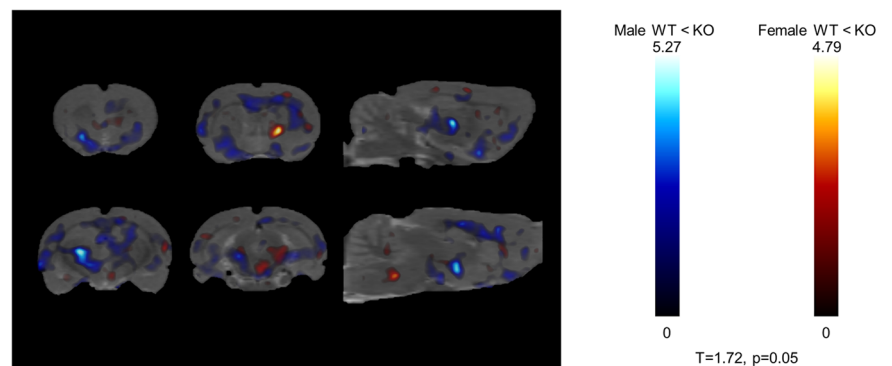 Male WT < KO
5.27
Female WT < KO
4.79
0
0
T=1.72, p=0.05